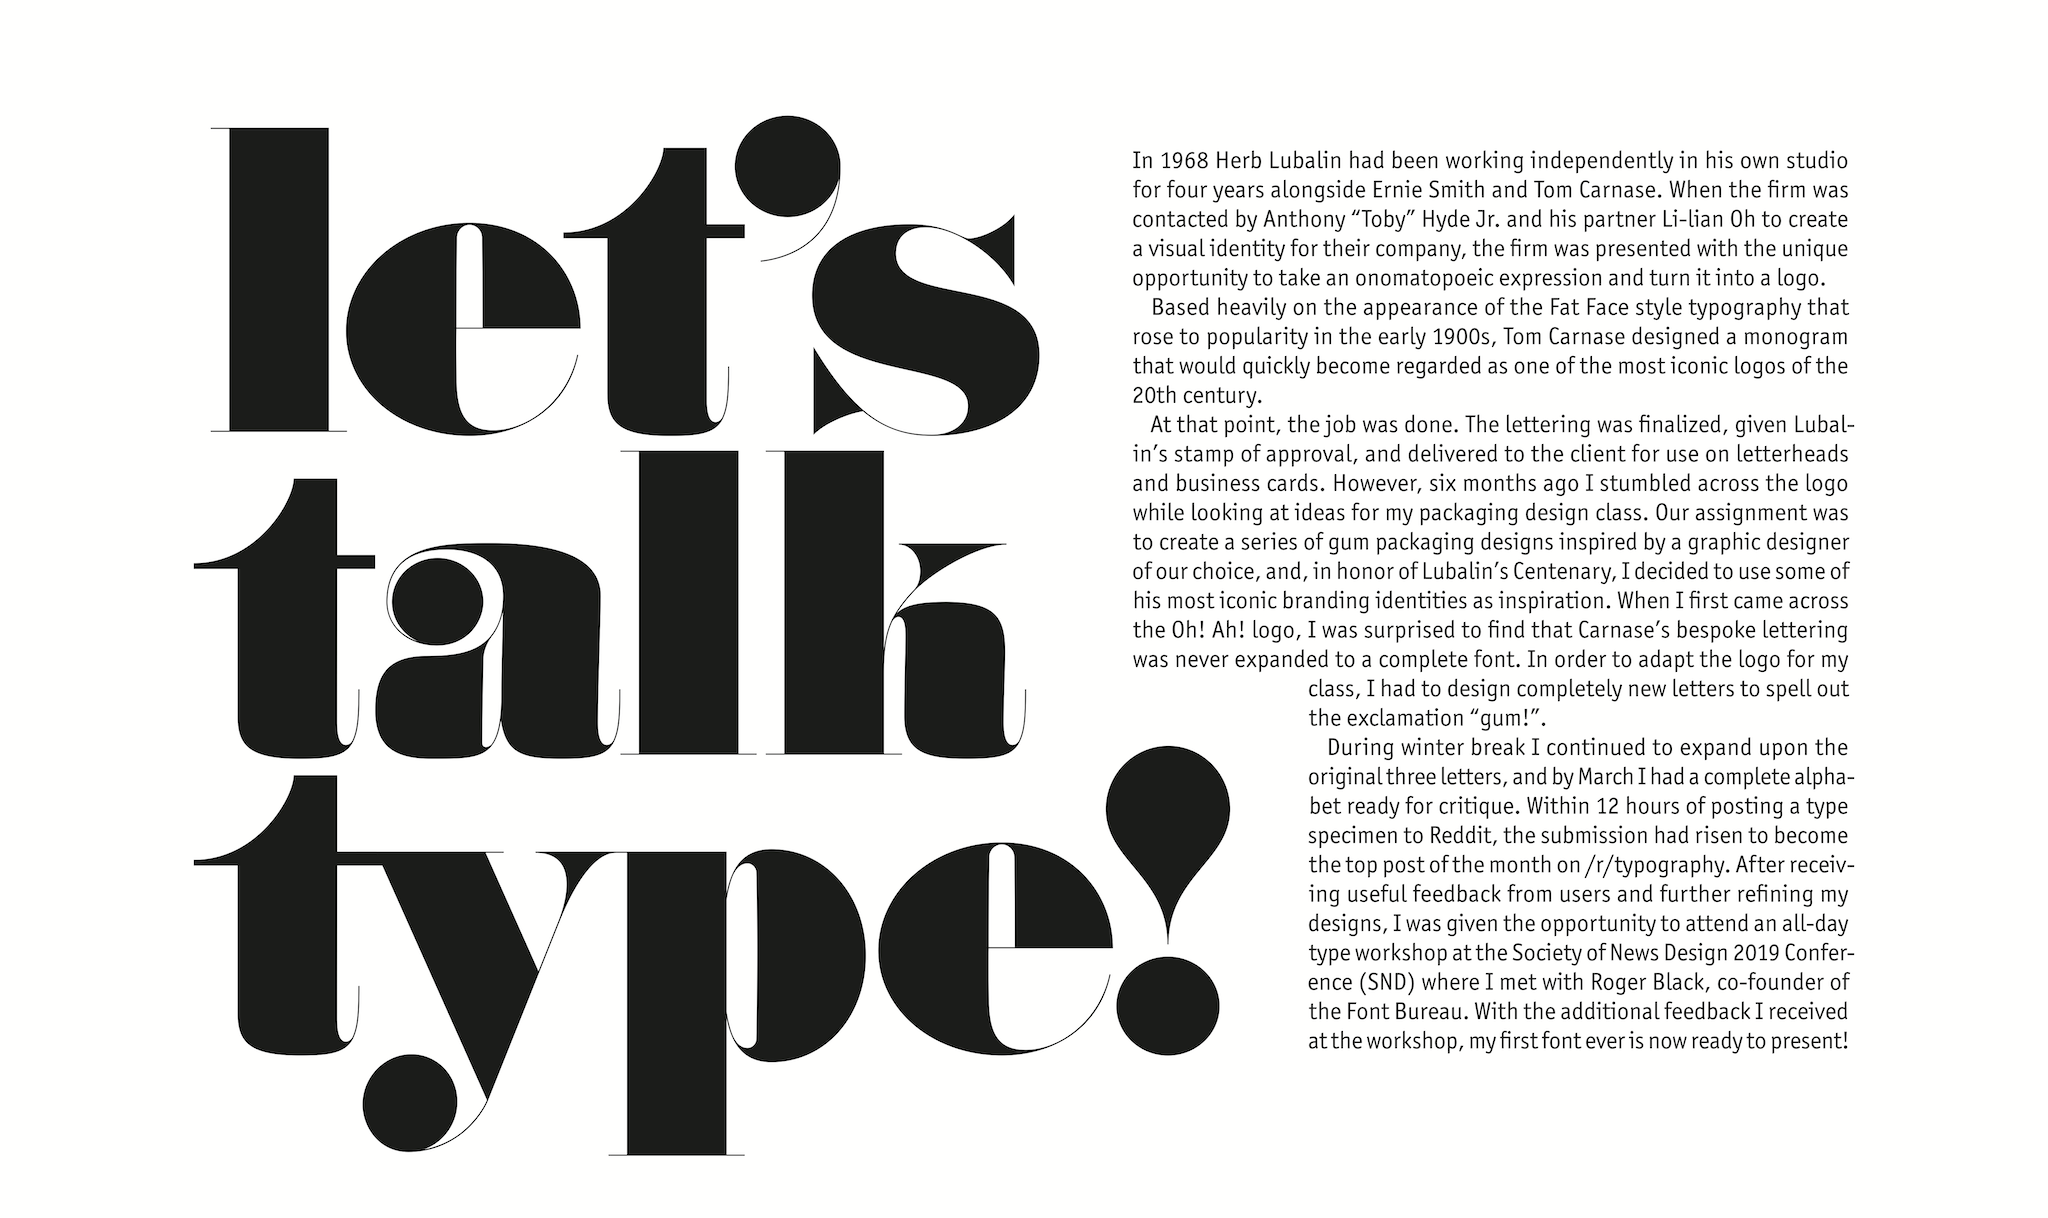 let’s
talk
type!
In 1968 Herb Lubalin had been working independently in his own studio
for four years alongside Ernie Smith and Tom Carnase. When the firm was
contacted by Anthony “Toby” Hyde Jr. and his partner Li-lian Oh to create
a visual identity for their company, the firm was presented with the unique
opportunity to take an onomatopoeic expression and turn it into a logo.
Based heavily on the appearance of the Fat Face style typography that
rose to popularity in the early 1900s, Tom Carnase designed a monogram
that would quickly become regarded as one of the most iconic logos of the
20th century.
At that point, the job was done. The lettering was finalized, given Lubal-
in’s stamp of approval, and delivered to the client for use on letterheads
and business cards. However, six months ago I stumbled across the logo
while looking at ideas for my packaging design class. Our assignment was
to create a series of gum packaging designs inspired by a graphic designer
of our choice, and, in honor of Lubalin’s Centenary, I decided to use some of
his most iconic branding identities as inspiration. When I first came across
the Oh! Ah! logo, I was surprised to find that Carnase’s bespoke lettering
was never expanded to a complete font. In order to adapt the logo for my
class, I had to design completely new letters to spell out
the exclamation “gum!”.
During winter break I continued to expand upon the
original three letters, and by March I had a complete alpha-
bet ready for critique. Within 12 hours of posting a type
specimen to Reddit, the submission had risen to become
the top post of the month on /r/typography. After receiv-
ing useful feedback from users and further refining my
designs, I was given the opportunity to attend an all-day
type workshop at the Society of News Design 2019 Confer-
ence (SND) where I met with Roger Black, co-founder of
the Font Bureau. With the additional feedback I received
at the workshop, my first font ever is now ready to present!